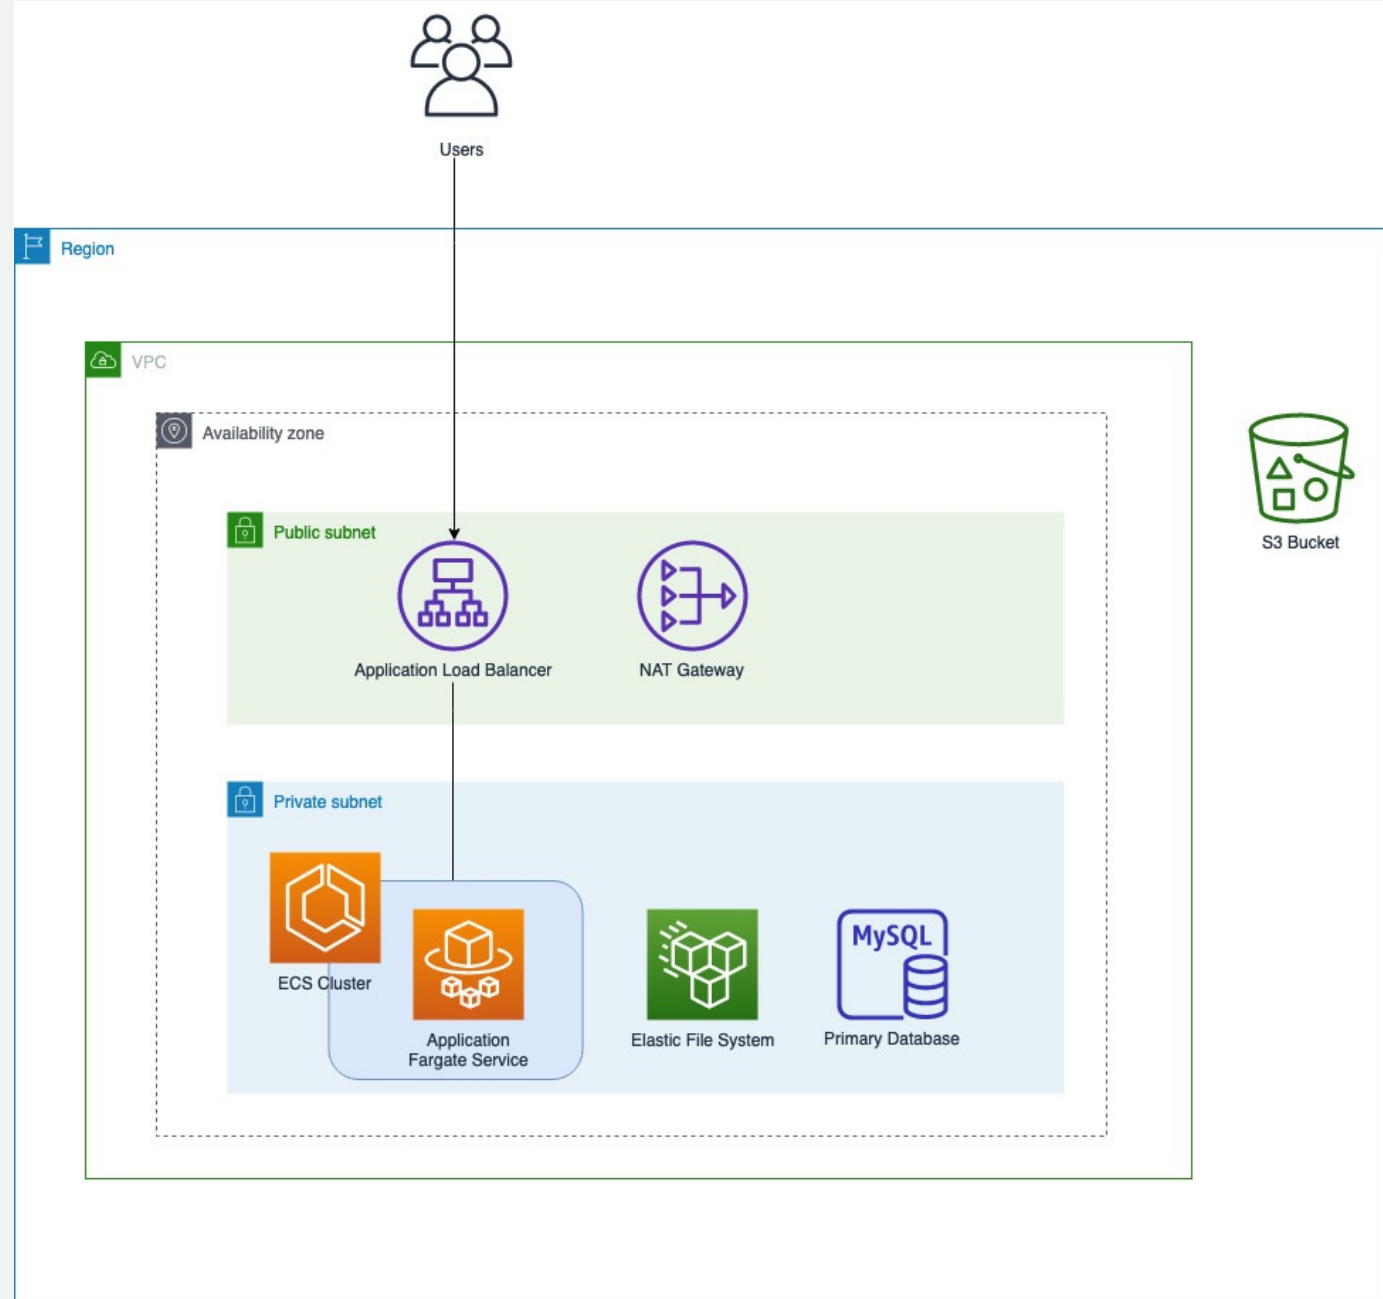 Users
Region
VPC
Availability zone
Public subnet
S3 Bucket
Application Load Balancer
NAT Gateway
Private subnet
MySQL
ECS Cluster
Application
Fargate Service
Elastic File System
Primary Database